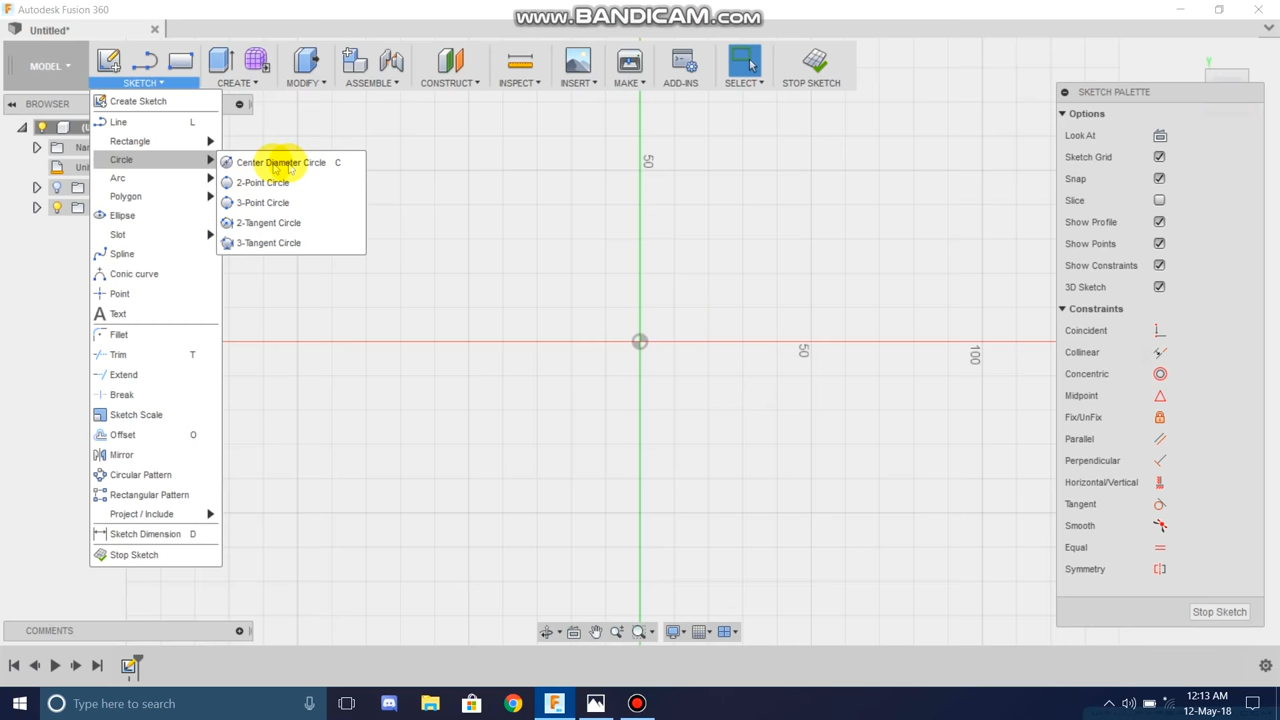 Autodesk Fusion 360
www.BANDICAM.com
Untitled*
MODEL
SKETCH
CREATE
MODIFY
ASSEMBLE
CONSTRUCT
INSPECT
INSERT
MAKE
ADD-INS
SELECT
STOP SKETCH
BROWSER
Create Sketch
Line L
Rectangle
Circle
Arc
Polygon
Ellipse
Slot
Spline
Conic curve
Point
Text
Fillet
Trim T
Extend
Break
Sketch Scale
Offset O
Mirror
Circular Pattern
Rectangular Pattern
Project / Include
Sketch Dimension D
Stop Sketch
Center Diameter Circle C
2-Point Circle
3-Point Circle
2-Tangent Circle
3-Tangent Circle
50
50
100
Y
SKETCH PALETTE
Options
Look At
Sketch Grid
Snap
Slice
Show Profile
Show Points
Show Constraints
3D Sketch
Constraints
Coincident
Collinear
Concentric
Midpoint
Fix/UnFix
Parallel
Perpendicular
Horizontal/Vertical
Tangent
Smooth
Equal
Symmetry
Stop Sketch
COMMENTS
Type here to search
12:13 AM
12-May-18